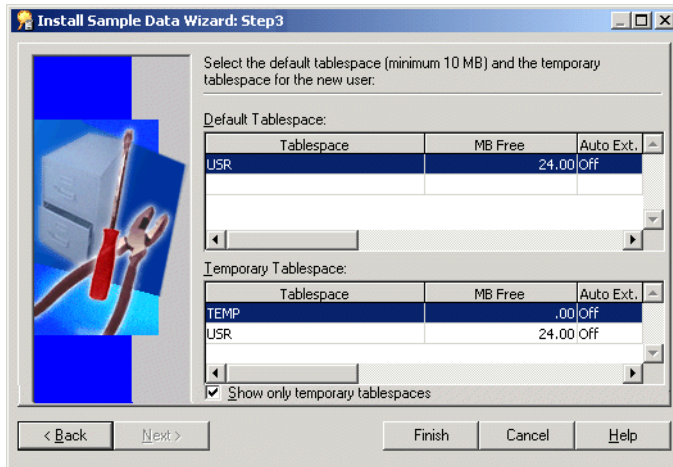 Install Sample Data Wizard: Step3
Select the default tablespace (minimum 10 MB) and the temporary
tablespace for the new user:
Default Tablespace:
Tablespace MB Free Auto Ext.
USR 24.00 Off
Temporary Tablespace:
Tablespace MB Free Auto Ext.
TEMP .00 Off
USR 24.00 Off
Show only temporary tablespaces
< Back Next > Finish Cancel Help